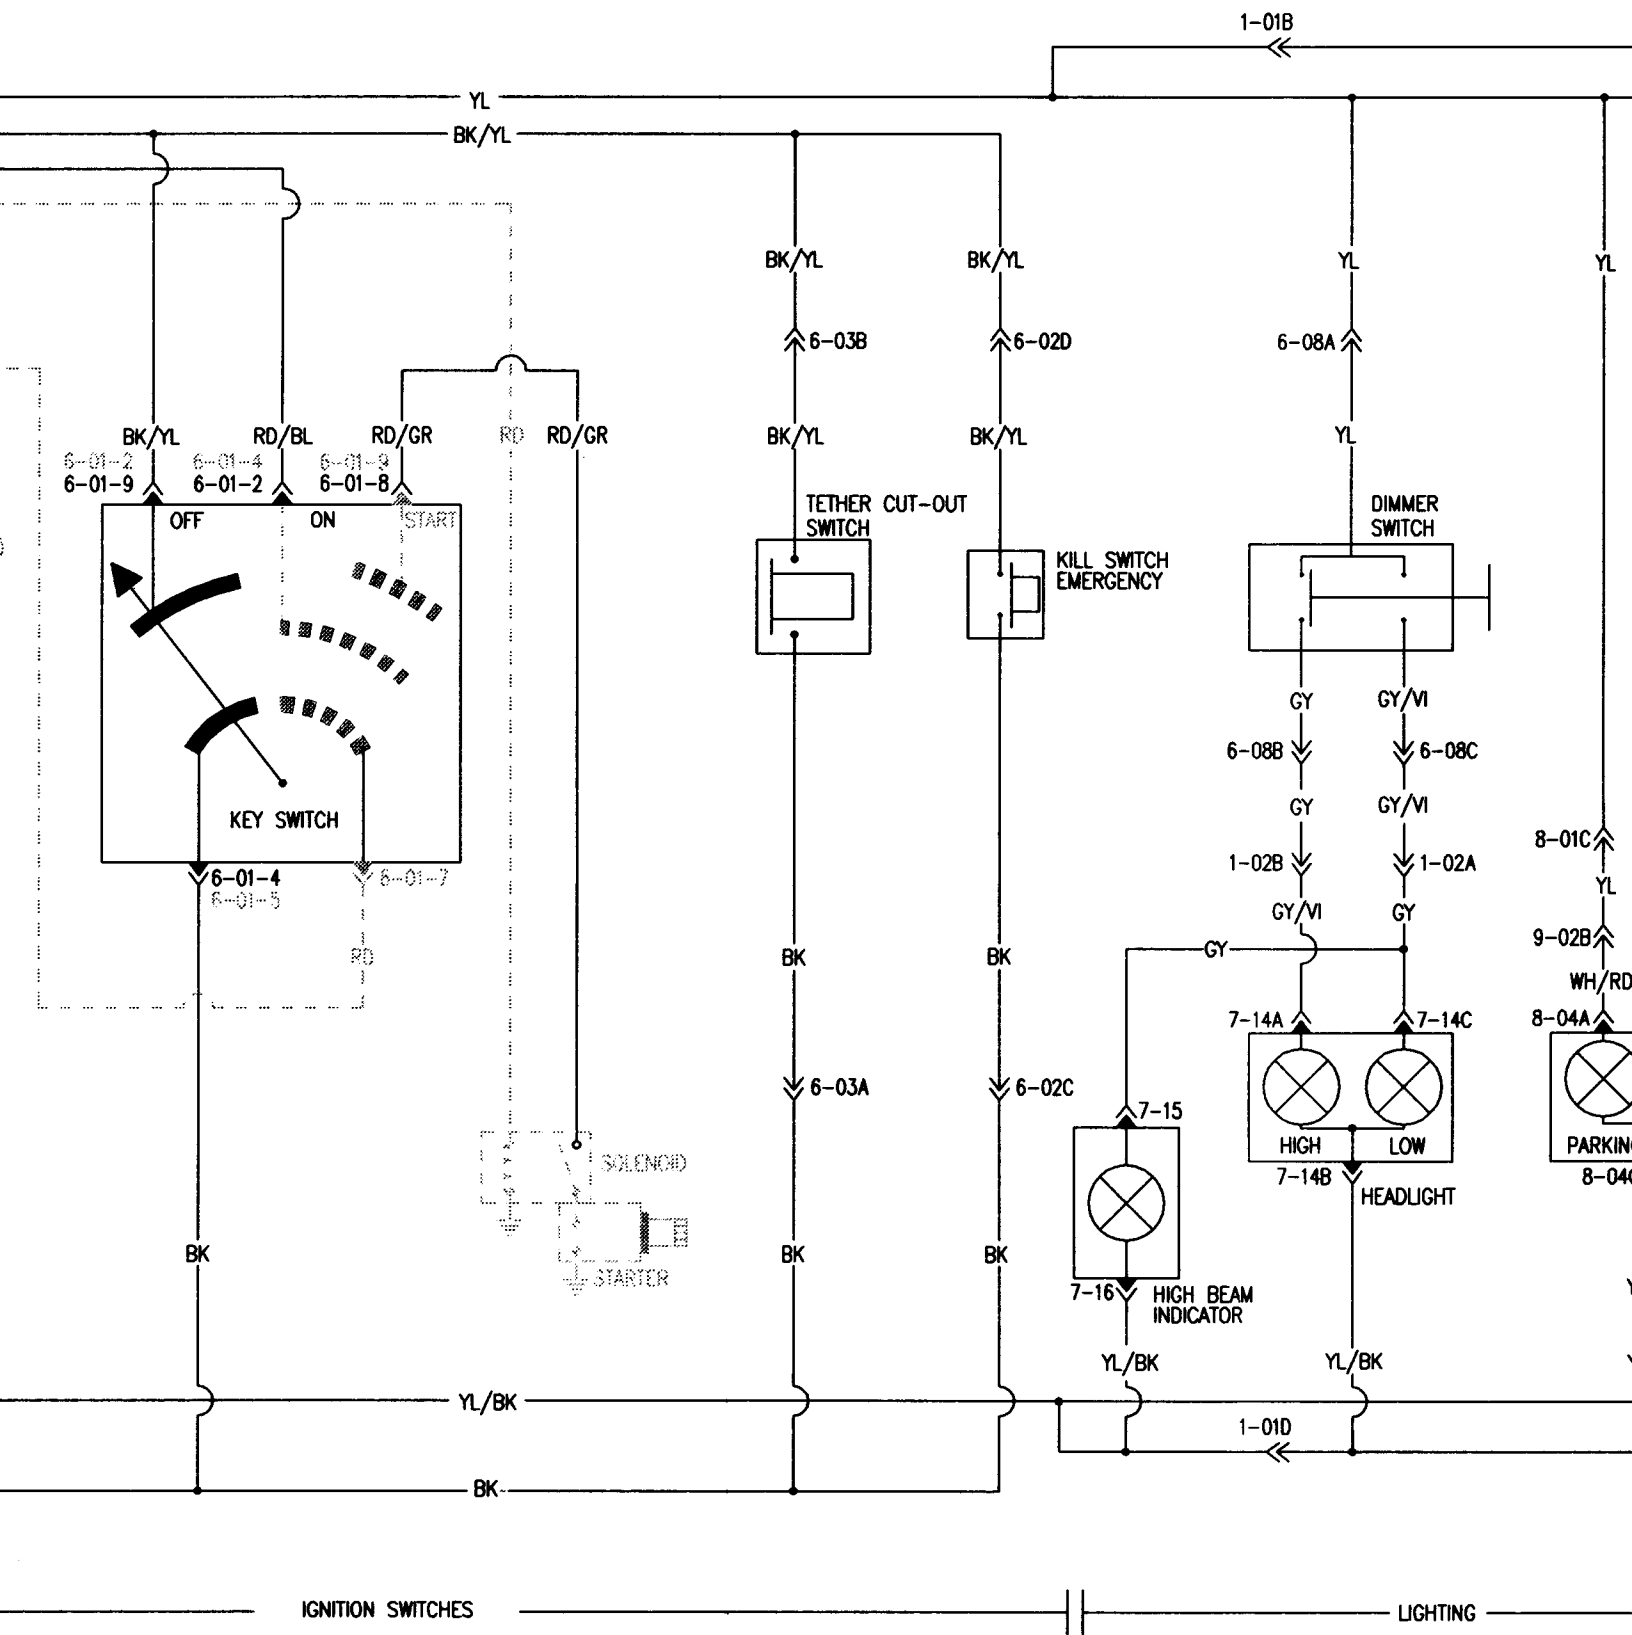 1-01B
YL
BK/YL
BK/YL
BK/YL
YL
YL
6-03B
6-02D
6-08A
BK/YL
RD/BL
RD/GR
RD
RD/GR
BK/YL
BK/YL
YL
6-01-2
6-01-4
6-01-9
6-01-9
6-01-2
6-01-8
OFF
ON
START
TETHER CUT-OUT
SWITCH
DIMMER
SWITCH
KILL SWITCH
EMERGENCY
GY
GY/VI
6-08B
6-08C
KEY SWITCH
GY
GY/VI
8-01C
1-02B
1-02A
6-01-4
6-01-5
6-01-7
YL
GY/VI
GY
9-02B
RD
BK
BK
GY
WH/RD
7-14A
7-14C
8-04A
6-03A
6-02C
7-15
HIGH
LOW
PARKIN
SOLENOID
7-14B
HEADLIGHT
8-04
BK
BK
BK
STARTER
7-16
HIGH BEAM
INDICATOR
YL/BK
YL/BK
YL/BK
1-01D
BK
IGNITION SWITCHES
LIGHTING